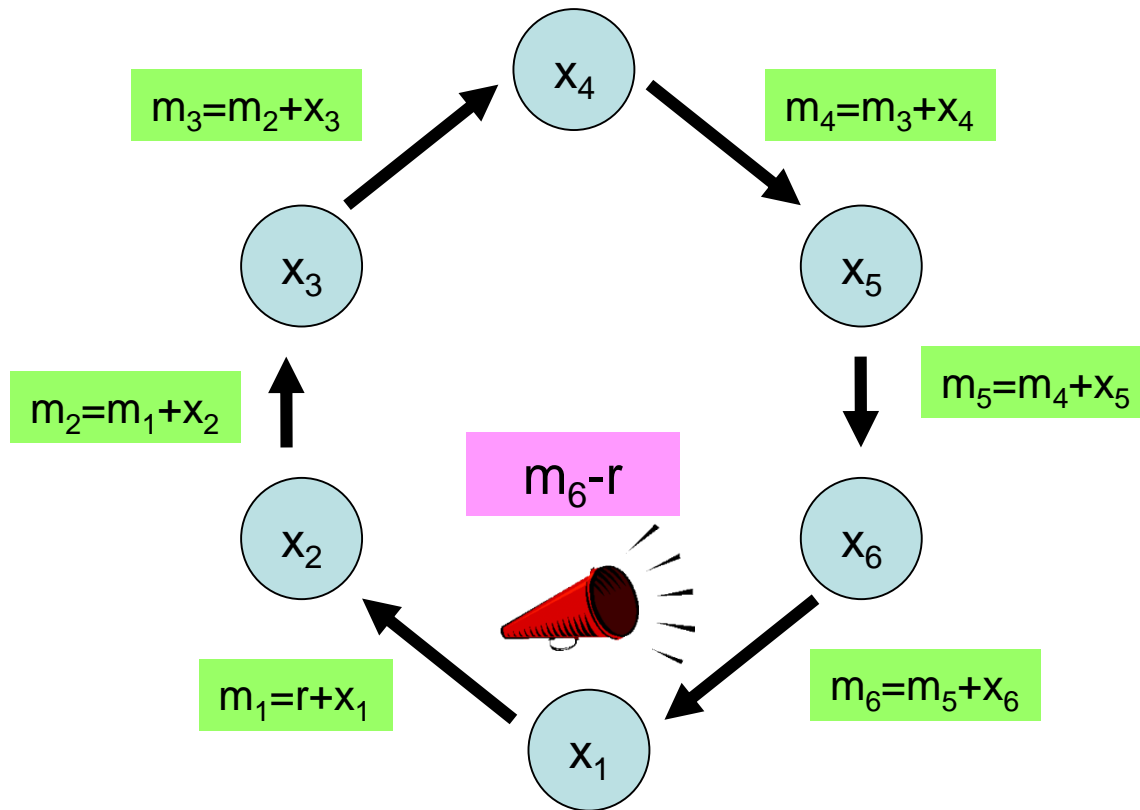 x₄
m₃=m₂+x₃
m₄=m₃+x₄
x₃
x₅
m₂=m₁+x₂
m₅=m₄+x₅
m₆-r
x₂
x₆
m₁=r+x₁
m₆=m₅+x₆
x₁